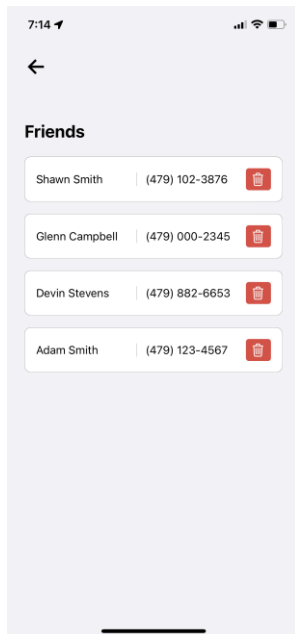 7:14
Friends
Shawn Smith (479) 102-3876
Glenn Campbell (479) 000-2345
Devin Stevens (479) 882-6653
Adam Smith (479) 123-4567